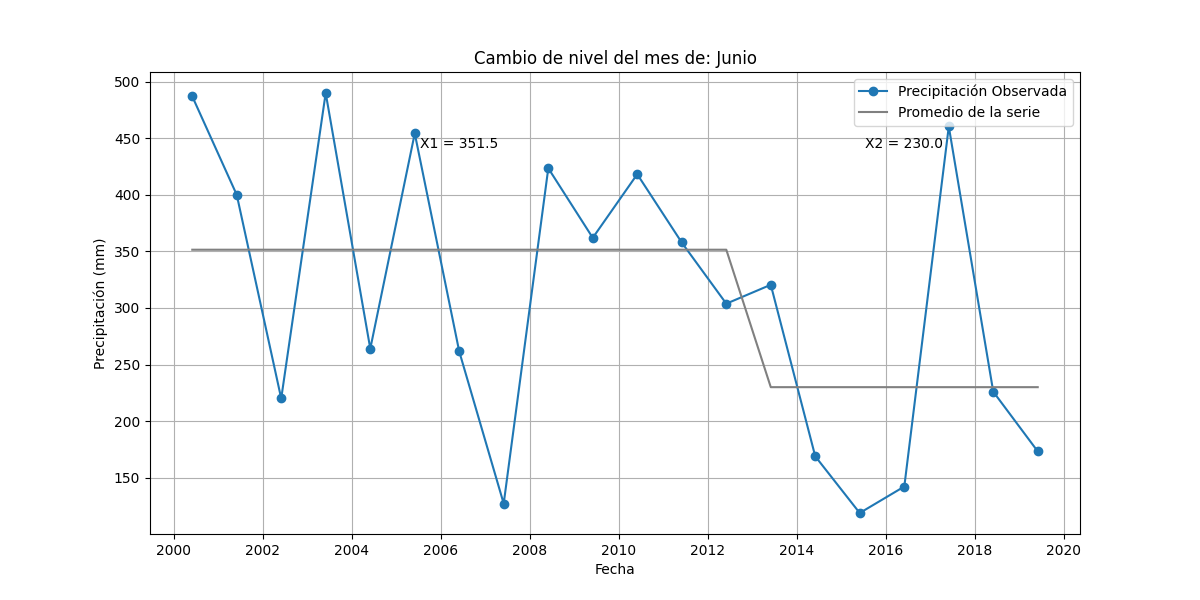 Cambio de nivel del mes de: Junio
Precipitación Observada
Promedio de la serie
X1 = 351.5
X2 = 230.0
500
450
400
350
300
250
200
150
Precipitación (mm)
2000 2002 2004 2006 2008 2010 2012 2014 2016 2018 2020
Fecha